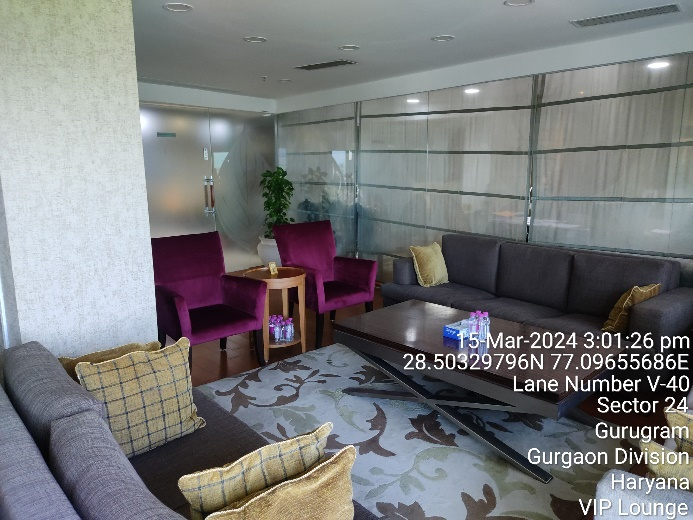 15-Mar-2024 3:01:26 pm
28.50329796N 77.09655686E
Lane Number V-40
Sector 24
Gurugram
Gurgaon Division
Haryana
VIP Lounge